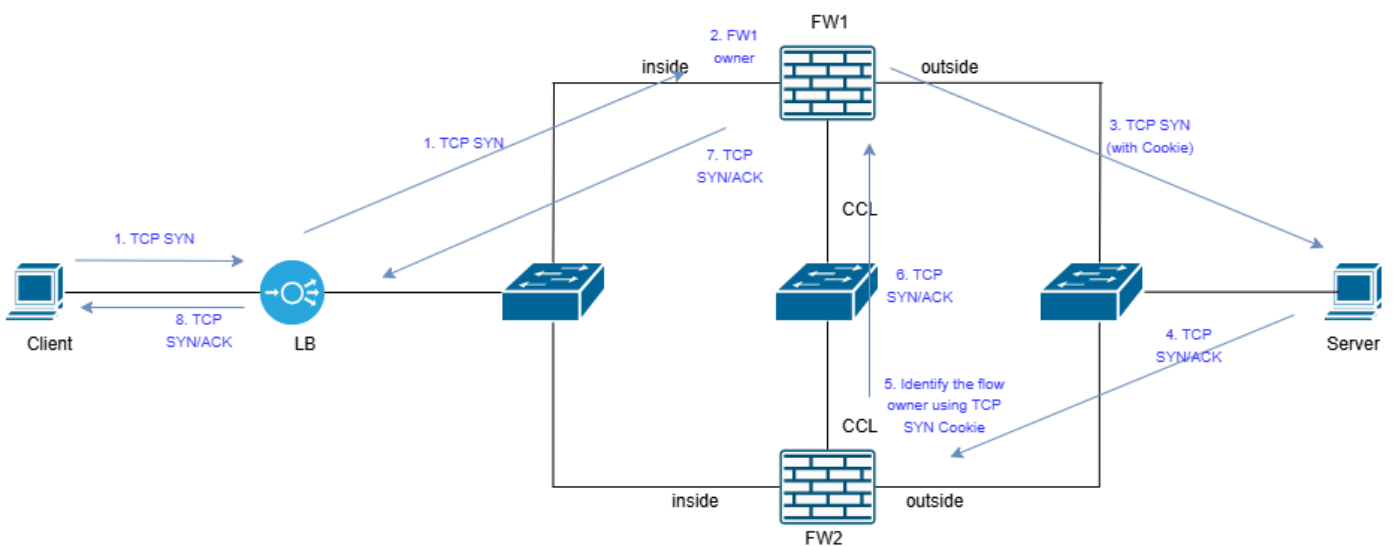 FW1
2. FW1
owner
inside
outside
1. TCP SYN
7. TCP
SYN/ACK
3. TCP SYN
(with Cookie)
CCL
1. TCP SYN
6. TCP
SYN/ACK
8. TCP
SYN/ACK
Client
LB
4. TCP
SYN/ACK
Server
5. Identify the flow
owner using TCP
SYN Cookie
CCL
inside
outside
FW2